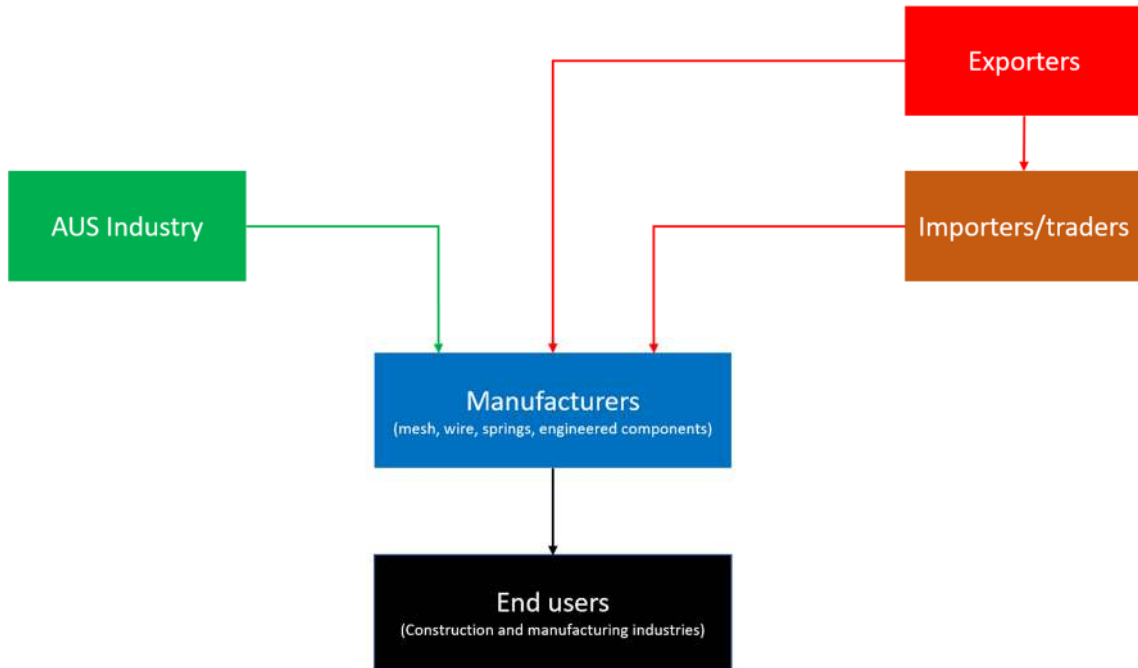 Exporters
AUS Industry
Importers/traders
Manufacturers
(mesh, wire, springs, engineered components)
End users
(Construction and manufacturing industries)